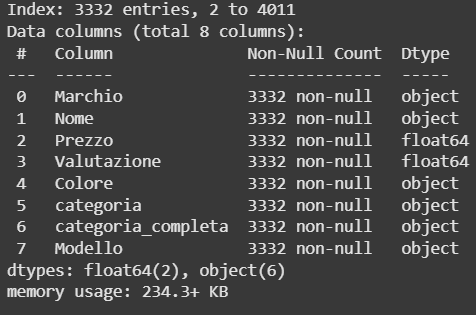 Index: 3332 entries, 2 to 4011
Data columns (total 8 columns):
 #   Column              Non-Null Count  Dtype  
---  ------              --------------  -----  
 0   Marchio             3332 non-null   object 
 1   Nome                3332 non-null   object 
 2   Prezzo              3332 non-null   float64
 3   Valutazione         3332 non-null   float64
 4   Colore              3332 non-null   object 
 5   categoria           3332 non-null   object 
 6   categoria_completa  3332 non-null   object 
 7   Modello             3332 non-null   object 
dtypes: float64(2), object(6)
memory usage: 234.3+ KB